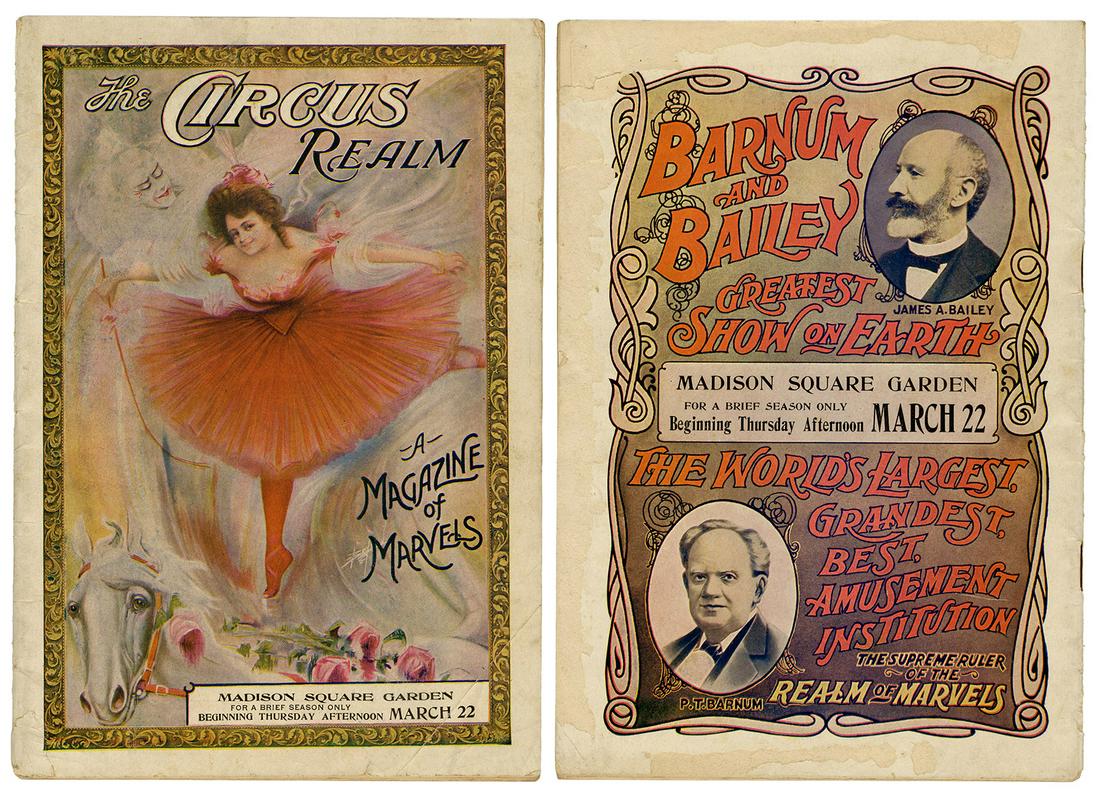 The CIRCUS
REALM
-A-
MAGAZINE
of
MARVELS
MADISON SQUARE GARDEN
FOR A BRIEF SEASON ONLY
BEGINNING THURSDAY AFTERNOON MARCH 22
BARNUM
AND
BAILEY
GREATEST
JAMES A. BAILEY
SHOW ON EARTH
MADISON SQUARE GARDEN
FOR A BRIEF SEASON ONLY
Beginning Thursday Afternoon MARCH 22
THE WORLD'S LARGEST,
GRANDEST,
BEST,
AMUSEMENT
INSTITUTION
THE SUPREME RULER
OF THE
REALM OF MARVELS
P.T. BARNUM